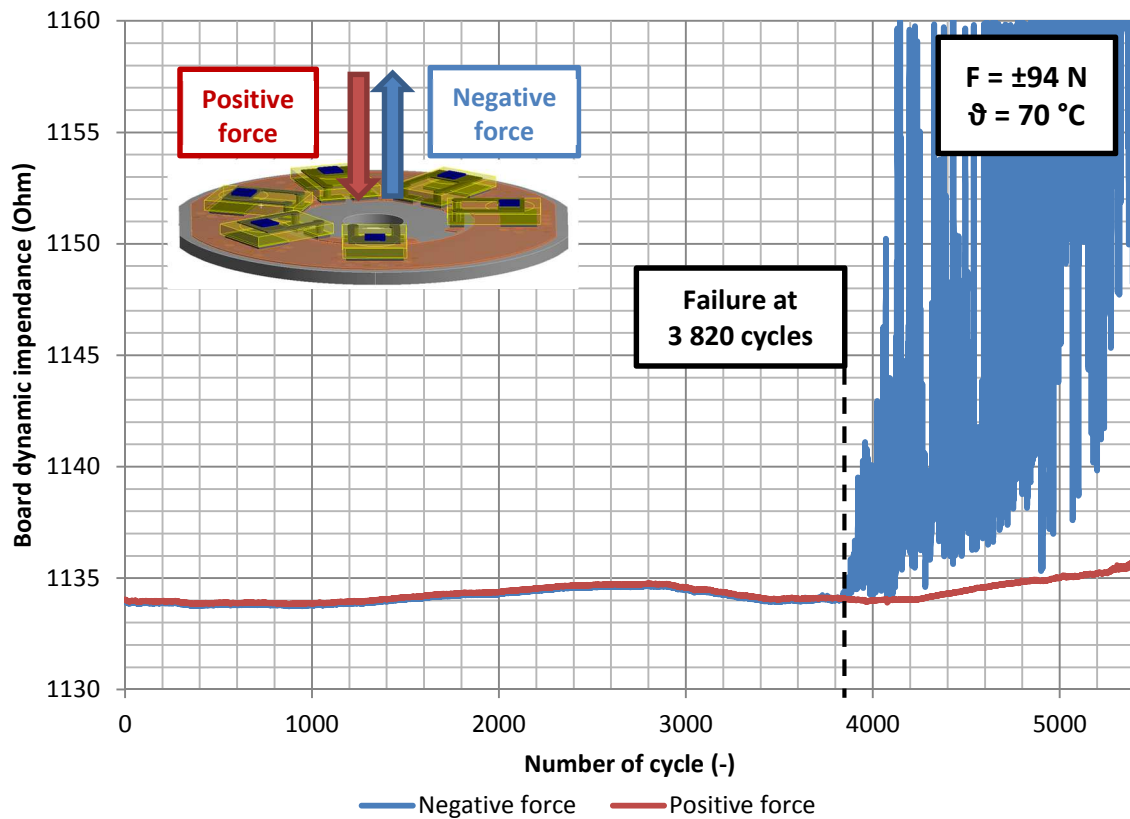 1160
1155
1150
1145
1140
1135
1130
Board dynamic impendance (Ohm)
Positive
force
Negative
force
F = ±94 N
ϑ = 70 °C
Failure at
3 820 cycles
0
1000
2000
3000
4000
5000
Number of cycle (-)
Negative force
Positive force